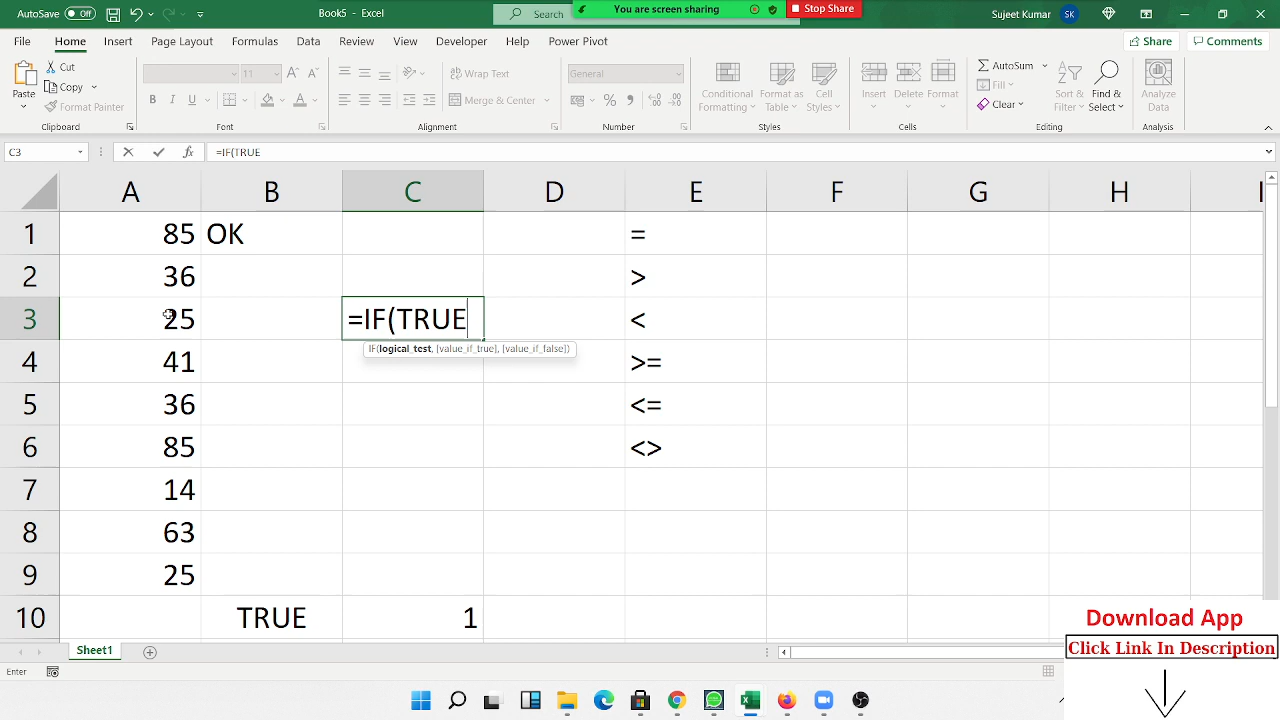 AutoSave Off Book5 - Excel Search You are screen sharing Stop Share Sujeet Kumar SK
File Home Insert Page Layout Formulas Data Review View Developer Help Power Pivot Share Comments
Paste Cut Copy Format Painter
Clipboard
11
B I U A
Font
Wrap Text
Merge & Center
Alignment
General
%
Number
Conditional Formatting
Format as Table
Cell Styles
Styles
Insert Delete Format
Cells
AutoSum
Fill
Clear
Sort & Filter
Find & Select
Editing
Analyze Data
Analysis
C3 fx =IF(TRUE
A B C D E F G H I
1 85 OK =
2 36 >
3 25 =IF(TRUE <
IF(logical_test, [value_if_true], [value_if_false])
4 41 >=
5 36 <=
6 85 <>
7 14
8 63
9 25
10 TRUE 1
Download App
Click Link In Description
Sheet1
Enter